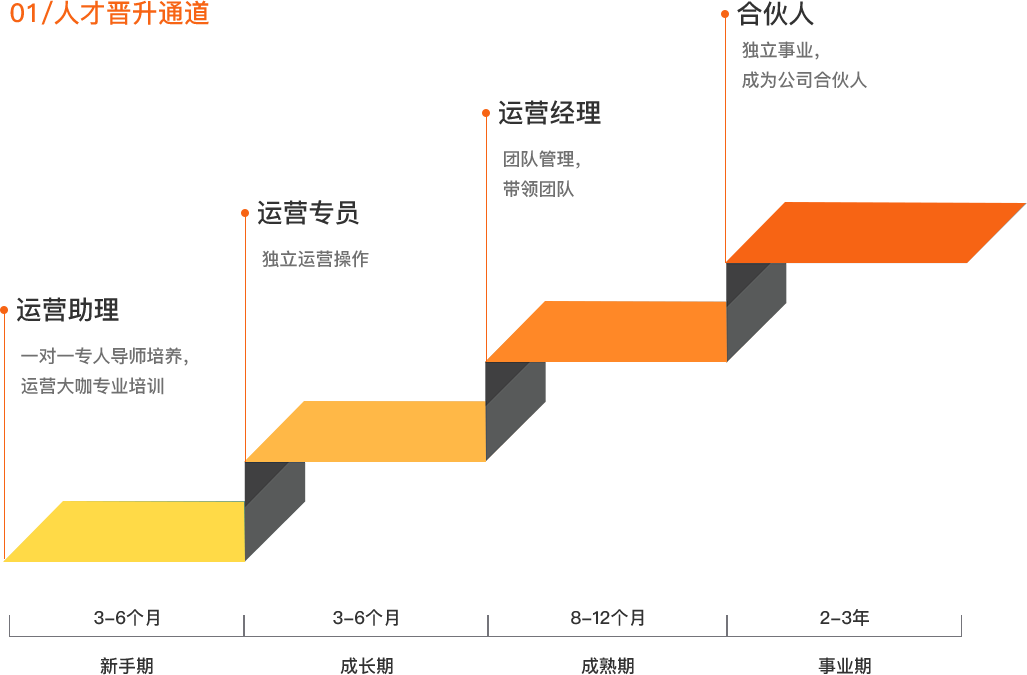 01/人才晋升通道
合伙人
独立事业,
成为公司合伙人
运营经理
团队管理,
带领团队
运营专员
独立运营操作
运营助理
一对一专人导师培养,
运营大咖专业培训
3–6个月
3–6个月
8–12个月
2–3年
新手期
成长期
成熟期
事业期